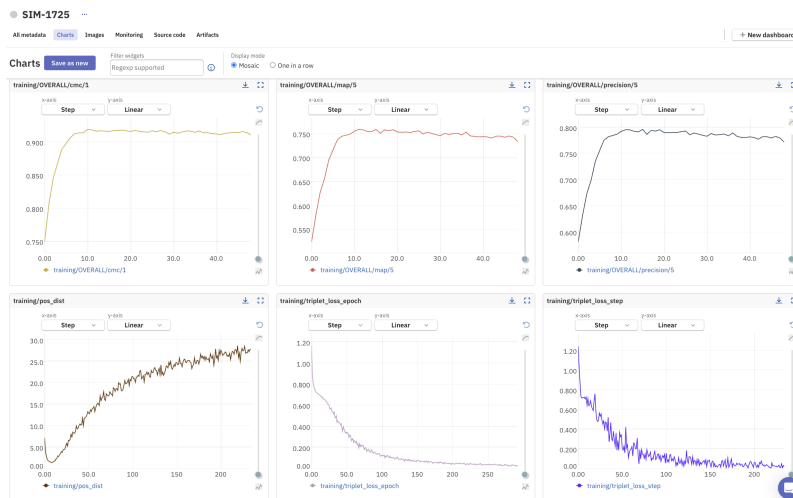 SIM-1725 ...
All metadata Charts Images Monitoring Source code Artifacts + New dashboard
Charts Save as new Filter widgets Regexp supported Display mode Mosaic One in a row
training/OVERALL/cmc/1
x-axis y-axis
Step Linear
0.900
0.850
0.800
0.750
0.00 10.0 20.0 30.0 40.0
training/OVERALL/cmc/1
training/OVERALL/map/5
x-axis y-axis
Step Linear
0.750
0.700
0.650
0.600
0.550
0.00 10.0 20.0 30.0 40.0
training/OVERALL/map/5
training/OVERALL/precision/5
x-axis y-axis
Step Linear
0.800
0.750
0.700
0.650
0.600
0.00 10.0 20.0 30.0 40.0
training/OVERALL/precision/5
training/pos_dist
x-axis y-axis
Step Linear
30.0
25.0
20.0
15.0
10.0
5.00
0.00
0.00 50.0 100 150 200
training/pos_dist
training/triplet_loss_epoch
x-axis y-axis
Step Linear
1.20
1.00
0.800
0.600
0.400
0.200
0.00
0.00 50.0 100 150 200 250
training/triplet_loss_epoch
training/triplet_loss_step
x-axis y-axis
Step Linear
1.20
1.00
0.800
0.600
0.400
0.200
0.00
0.00 50.0 100 150 200
training/triplet_loss_step